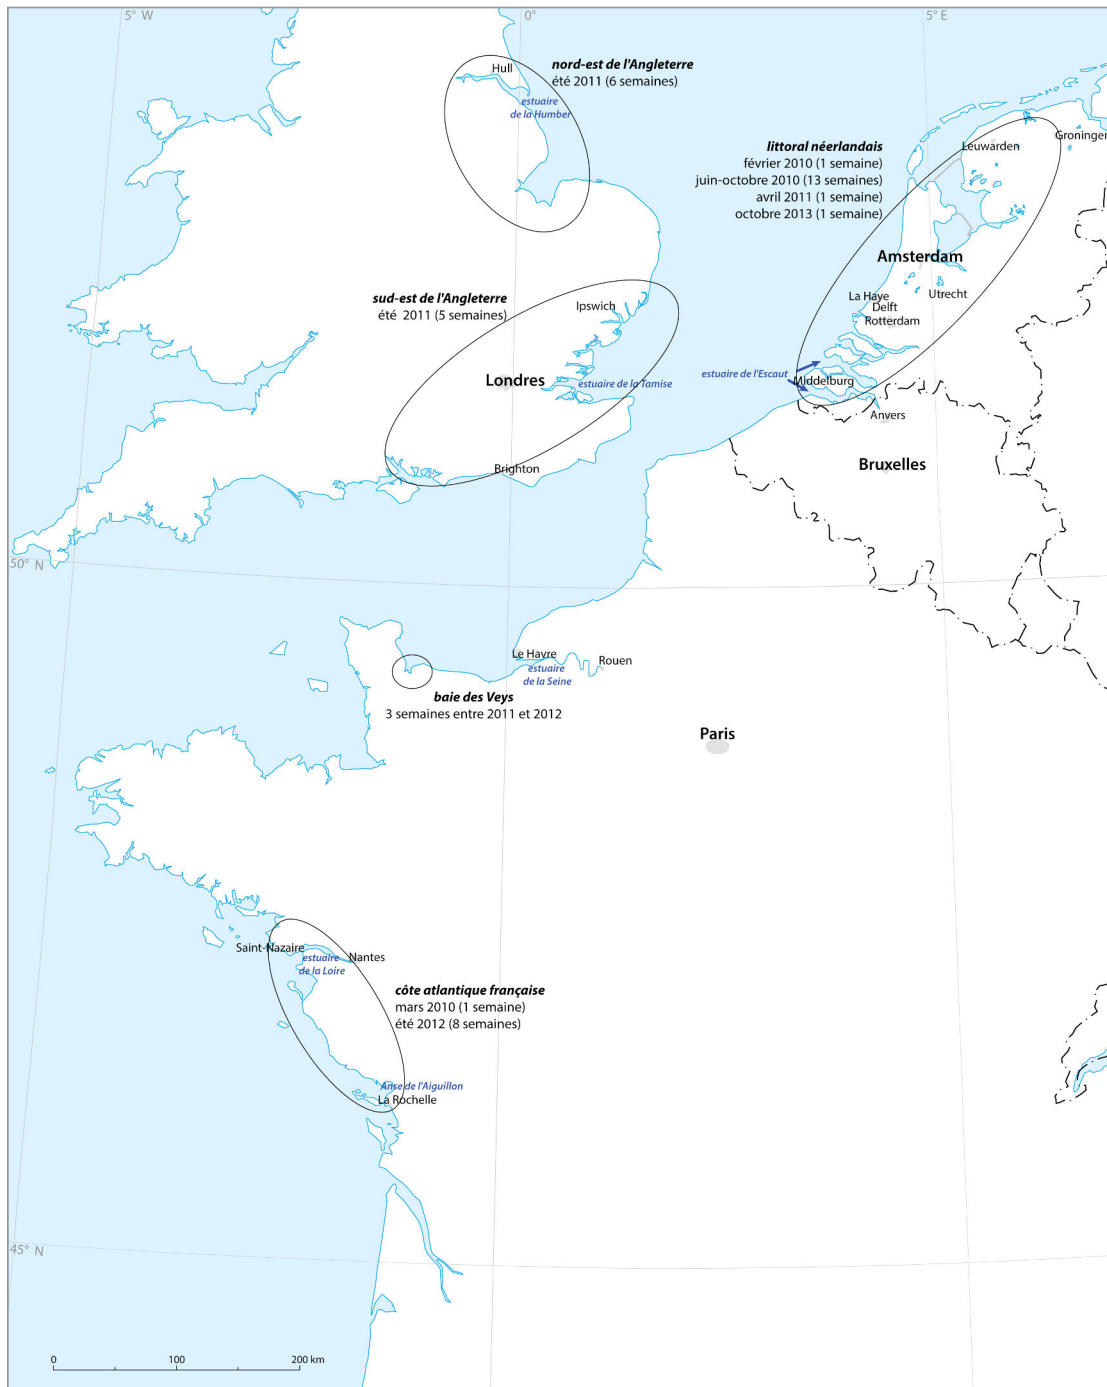 5° W
0°
5° E
Hull
nord-est de l'Angleterre
été 2011 (6 semaines)
estuaire
de la Humber
Groningen
littoral néerlandais
Leuwarden
février 2010 (1 semaine)
juin-octobre 2010 (13 semaines)
avril 2011 (1 semaine)
octobre 2013 (1 semaine)
Amsterdam
sud-est de l'Angleterre
été 2011 (5 semaines)
Ipswich
La Haye
Utrecht
Delft
Rotterdam
Londres
estuaire de la Tamise
estuaire de l'Escaut
Middelburg
Anvers
Brighton
Bruxelles
50° N
Le Havre
Rouen
estuaire
de la Seine
baie des Veys
3 semaines entre 2011 et 2012
Paris
Saint-Nazaire
Nantes
estuaire
de la Loire
côte atlantique française
mars 2010 (1 semaine)
été 2012 (8 semaines)
Anse de l'Aiguillon
La Rochelle
45° N
0
100
200 km